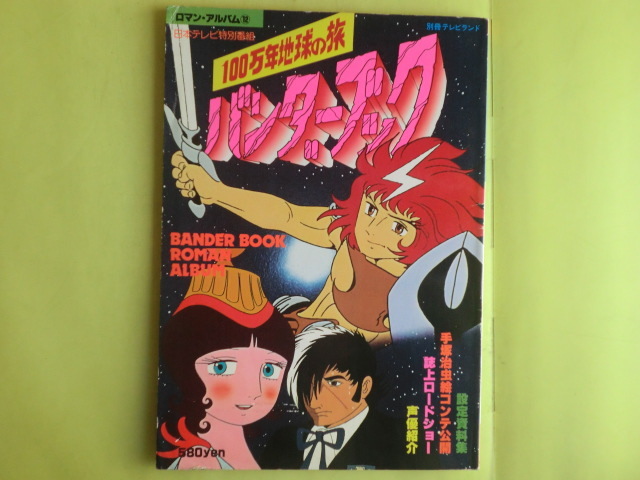 ロマン・アルバム⑫
日本テレビ特別番組
別冊テレビランド
100万年地球の旅
バンダーブック
BANDER BOOK
ROMAN
ALBUM
設定資料集
手塚治虫絵コンテ公開
誌上ロードショー
声優紹介
580yen